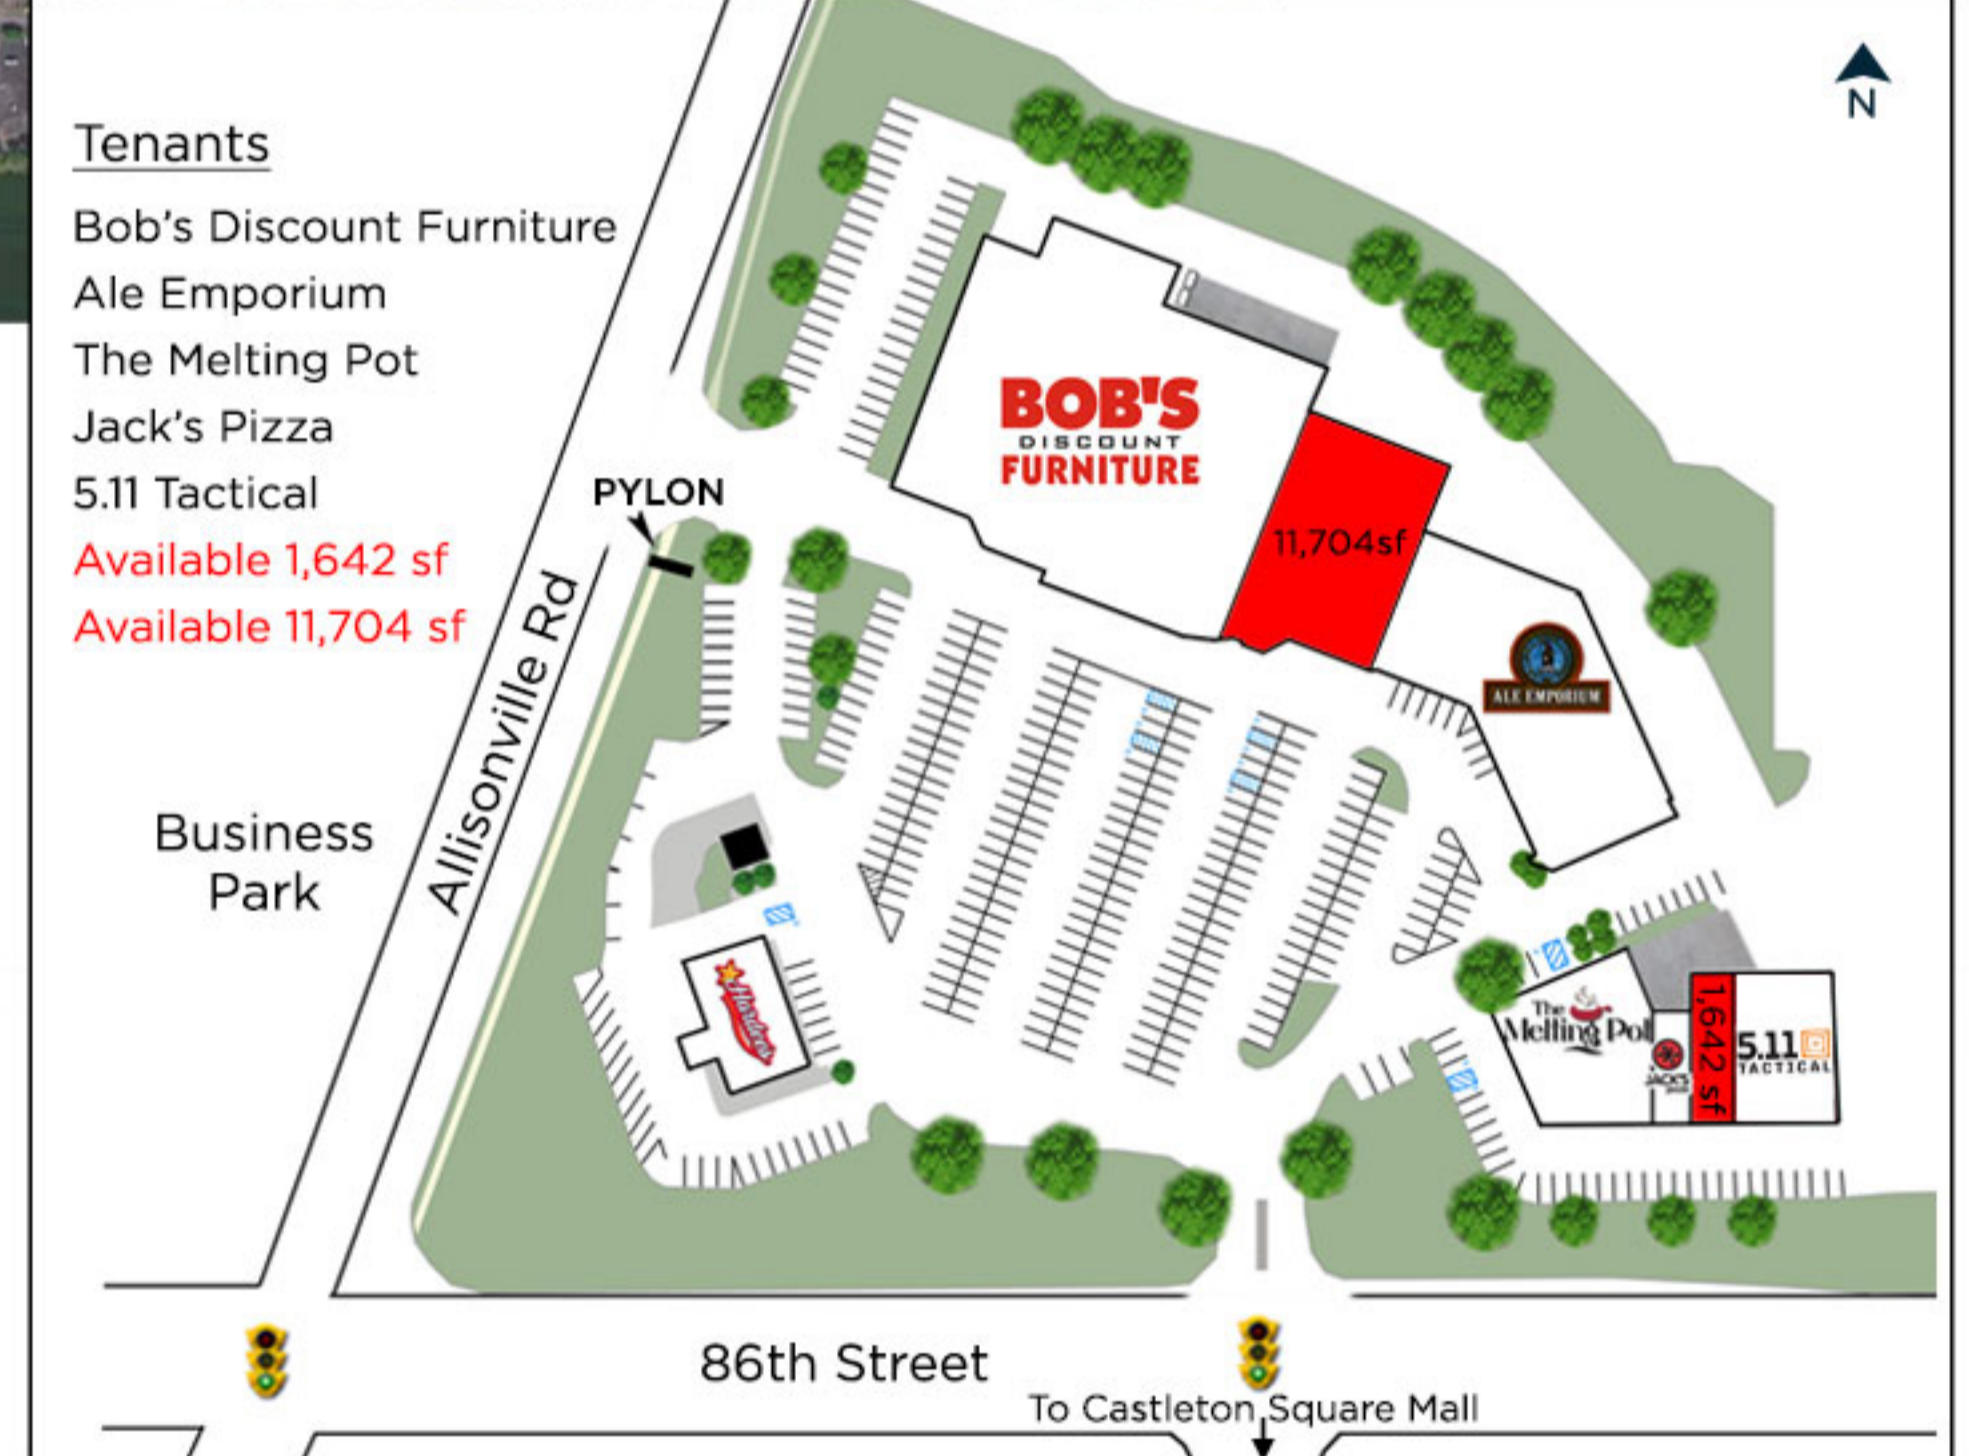 N
Tenants
Bob's Discount Furniture
Ale Emporium
The Melting Pot
Jack's Pizza
5.11 Tactical
Available 1,642 sf
Available 11,704 sf
PYLON
Allisonville Rd
Business
Park
BOB'S
DISCOUNT
FURNITURE
11,704sf
ALE EMPORIUM
Hardee's
The
Melting Pot
JACK'S
1,642 sf
5.11
TACTICAL
86th Street
To Castleton Square Mall